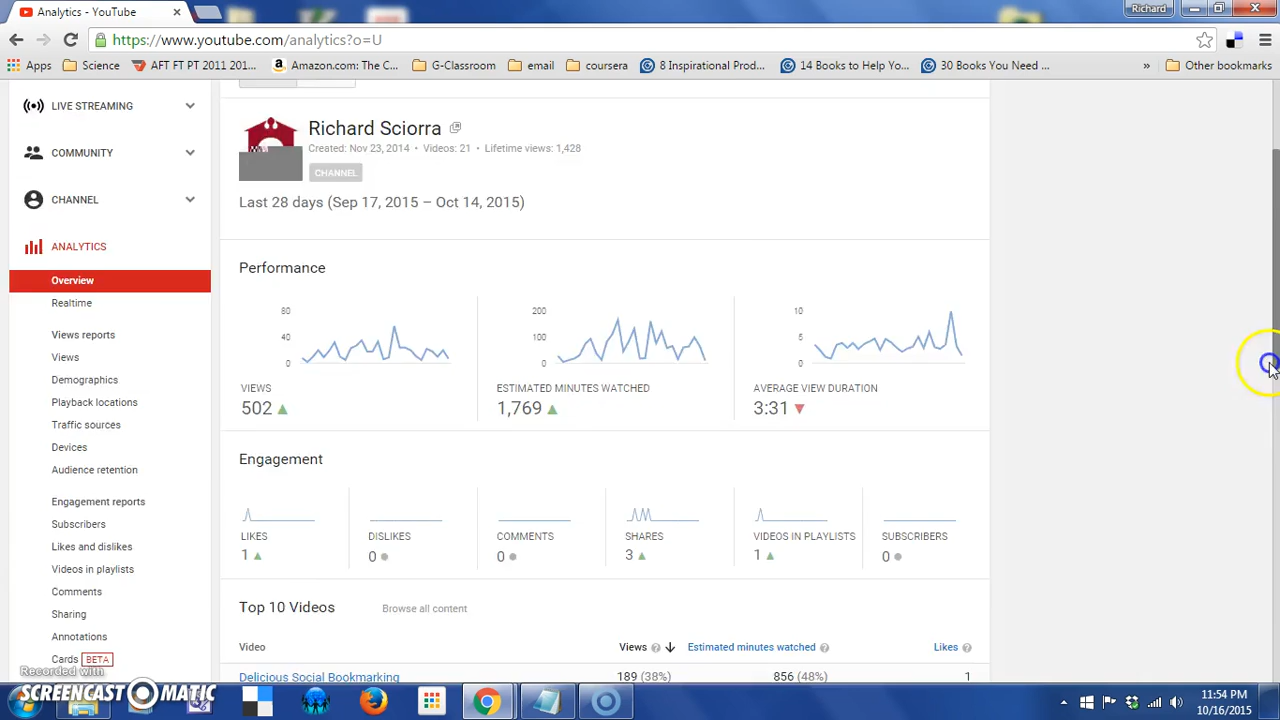 Analytics - YouTube
Richard
https://www.youtube.com/analytics?o=U
Apps Science AFT FT PT 2011 201... Amazon.com: The C... G-Classroom email coursera 8 Inspirational Prod... 14 Books to Help Yo... 30 Books You Need ... » Other bookmarks
LIVE STREAMING
COMMUNITY
CHANNEL
ANALYTICS
Overview
Realtime
Views reports
Views
Demographics
Playback locations
Traffic sources
Devices
Audience retention
Engagement reports
Subscribers
Likes and dislikes
Videos in playlists
Comments
Sharing
Annotations
Cards BETA
Richard Sciorra
Created: Nov 23, 2014 • Videos: 21 • Lifetime views: 1,428
CHANNEL
Last 28 days (Sep 17, 2015 – Oct 14, 2015)
Performance
80
40
0
VIEWS
502
200
100
0
ESTIMATED MINUTES WATCHED
1,769
10
5
0
AVERAGE VIEW DURATION
3:31
Engagement
LIKES
1
DISLIKES
0
COMMENTS
0
SHARES
3
VIDEOS IN PLAYLISTS
1
SUBSCRIBERS
0
Top 10 Videos Browse all content
Video Views Estimated minutes watched Likes
Delicious Social Bookmarking 189 (38%) 856 (48%) 1
Recorded with
SCREENCAST MATIC
11:54 PM
10/16/2015